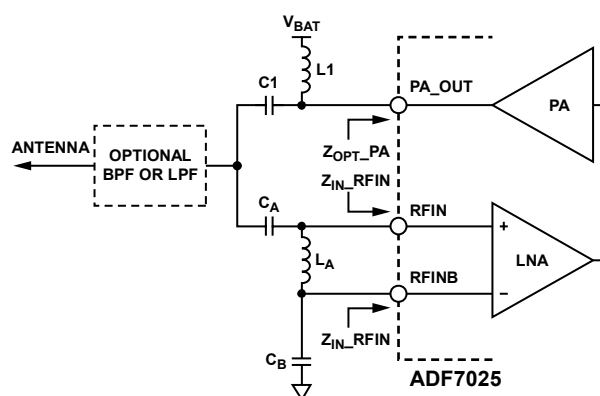 VBAT
L1
C1
PA_OUT
PA
ZOPT_PA
ANTENNA
OPTIONAL
BPF OR LPF
ZIN_RFIN
CA
RFIN
+
LA
LNA
RFINB
−
ZIN_RFIN
CB
ADF7025